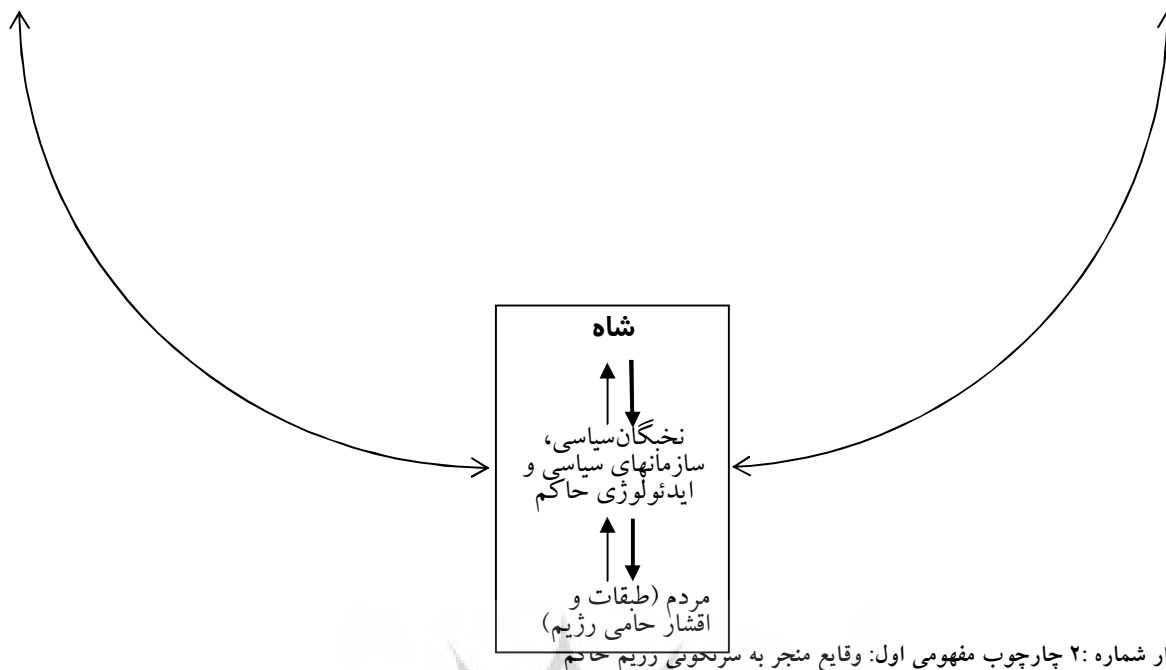 شاه
نخبگان‌سیاسی،
سازمانهای سیاسی و
ایدئولوژی حاکم
مردم (طبقات و
اقشار حامی رژیم)
شماره :۲ چارچوب مفهومی اول: وقایع منجر به سرنگونی رژیم حاکم